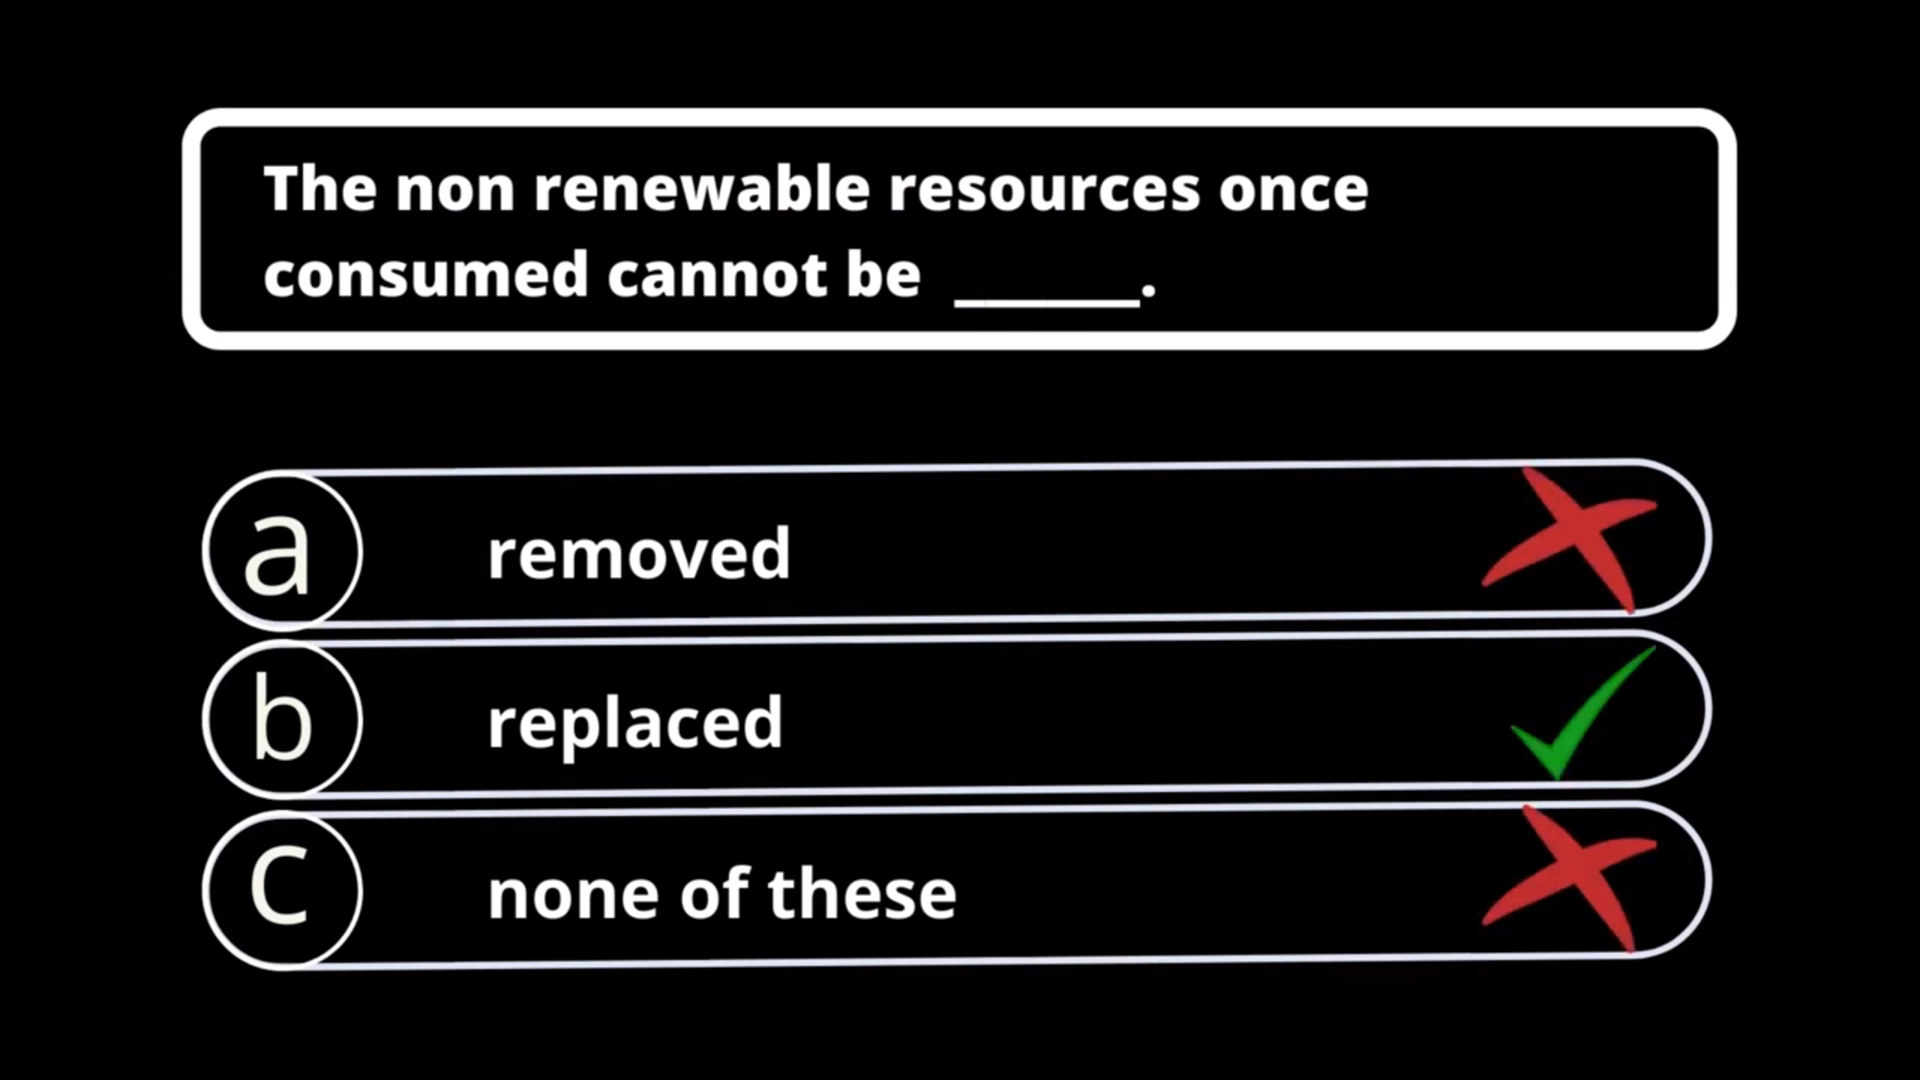 The non renewable resources once
consumed cannot be ______.
a removed
b replaced
c none of these